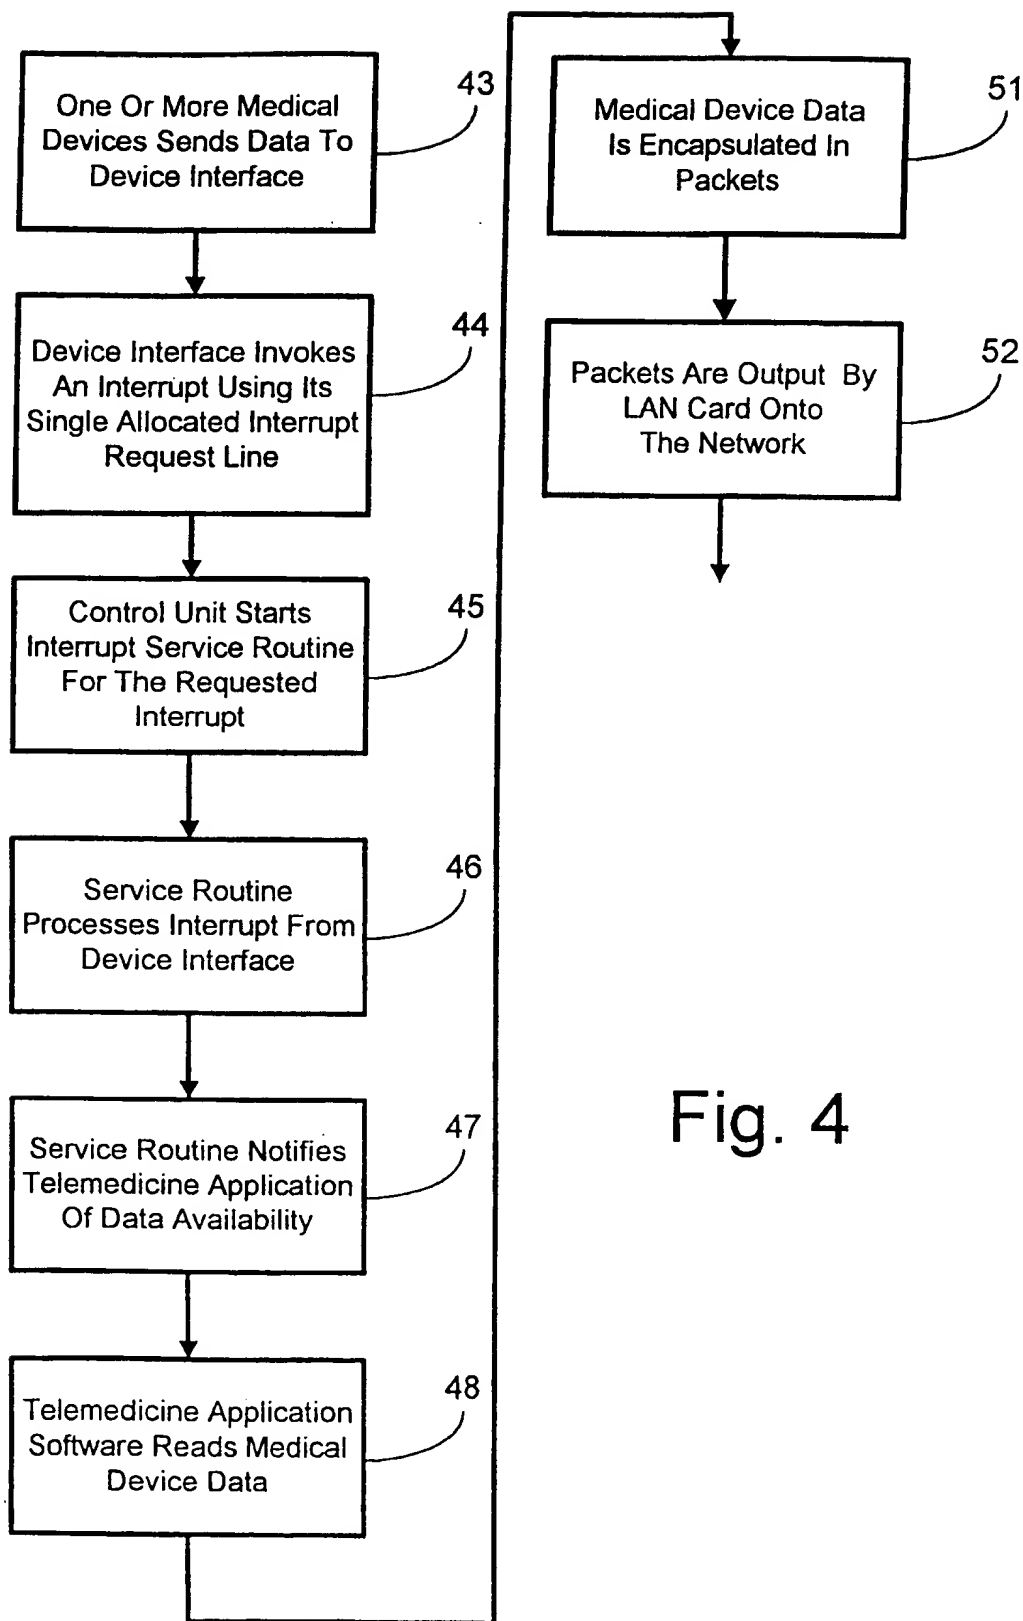 One Or More Medical
Devices Sends Data To
Device Interface
43
Device Interface Invokes
An Interrupt Using Its
Single Allocated Interrupt
Request Line
44
Control Unit Starts
Interrupt Service Routine
For The Requested
Interrupt
45
Service Routine
Processes Interrupt From
Device Interface
46
Service Routine Notifies
Telemedicine Application
Of Data Availability
47
Telemedicine Application
Software Reads Medical
Device Data
48
Medical Device Data
Is Encapsulated In
Packets
51
Packets Are Output By
LAN Card Onto
The Network
52
Fig. 4